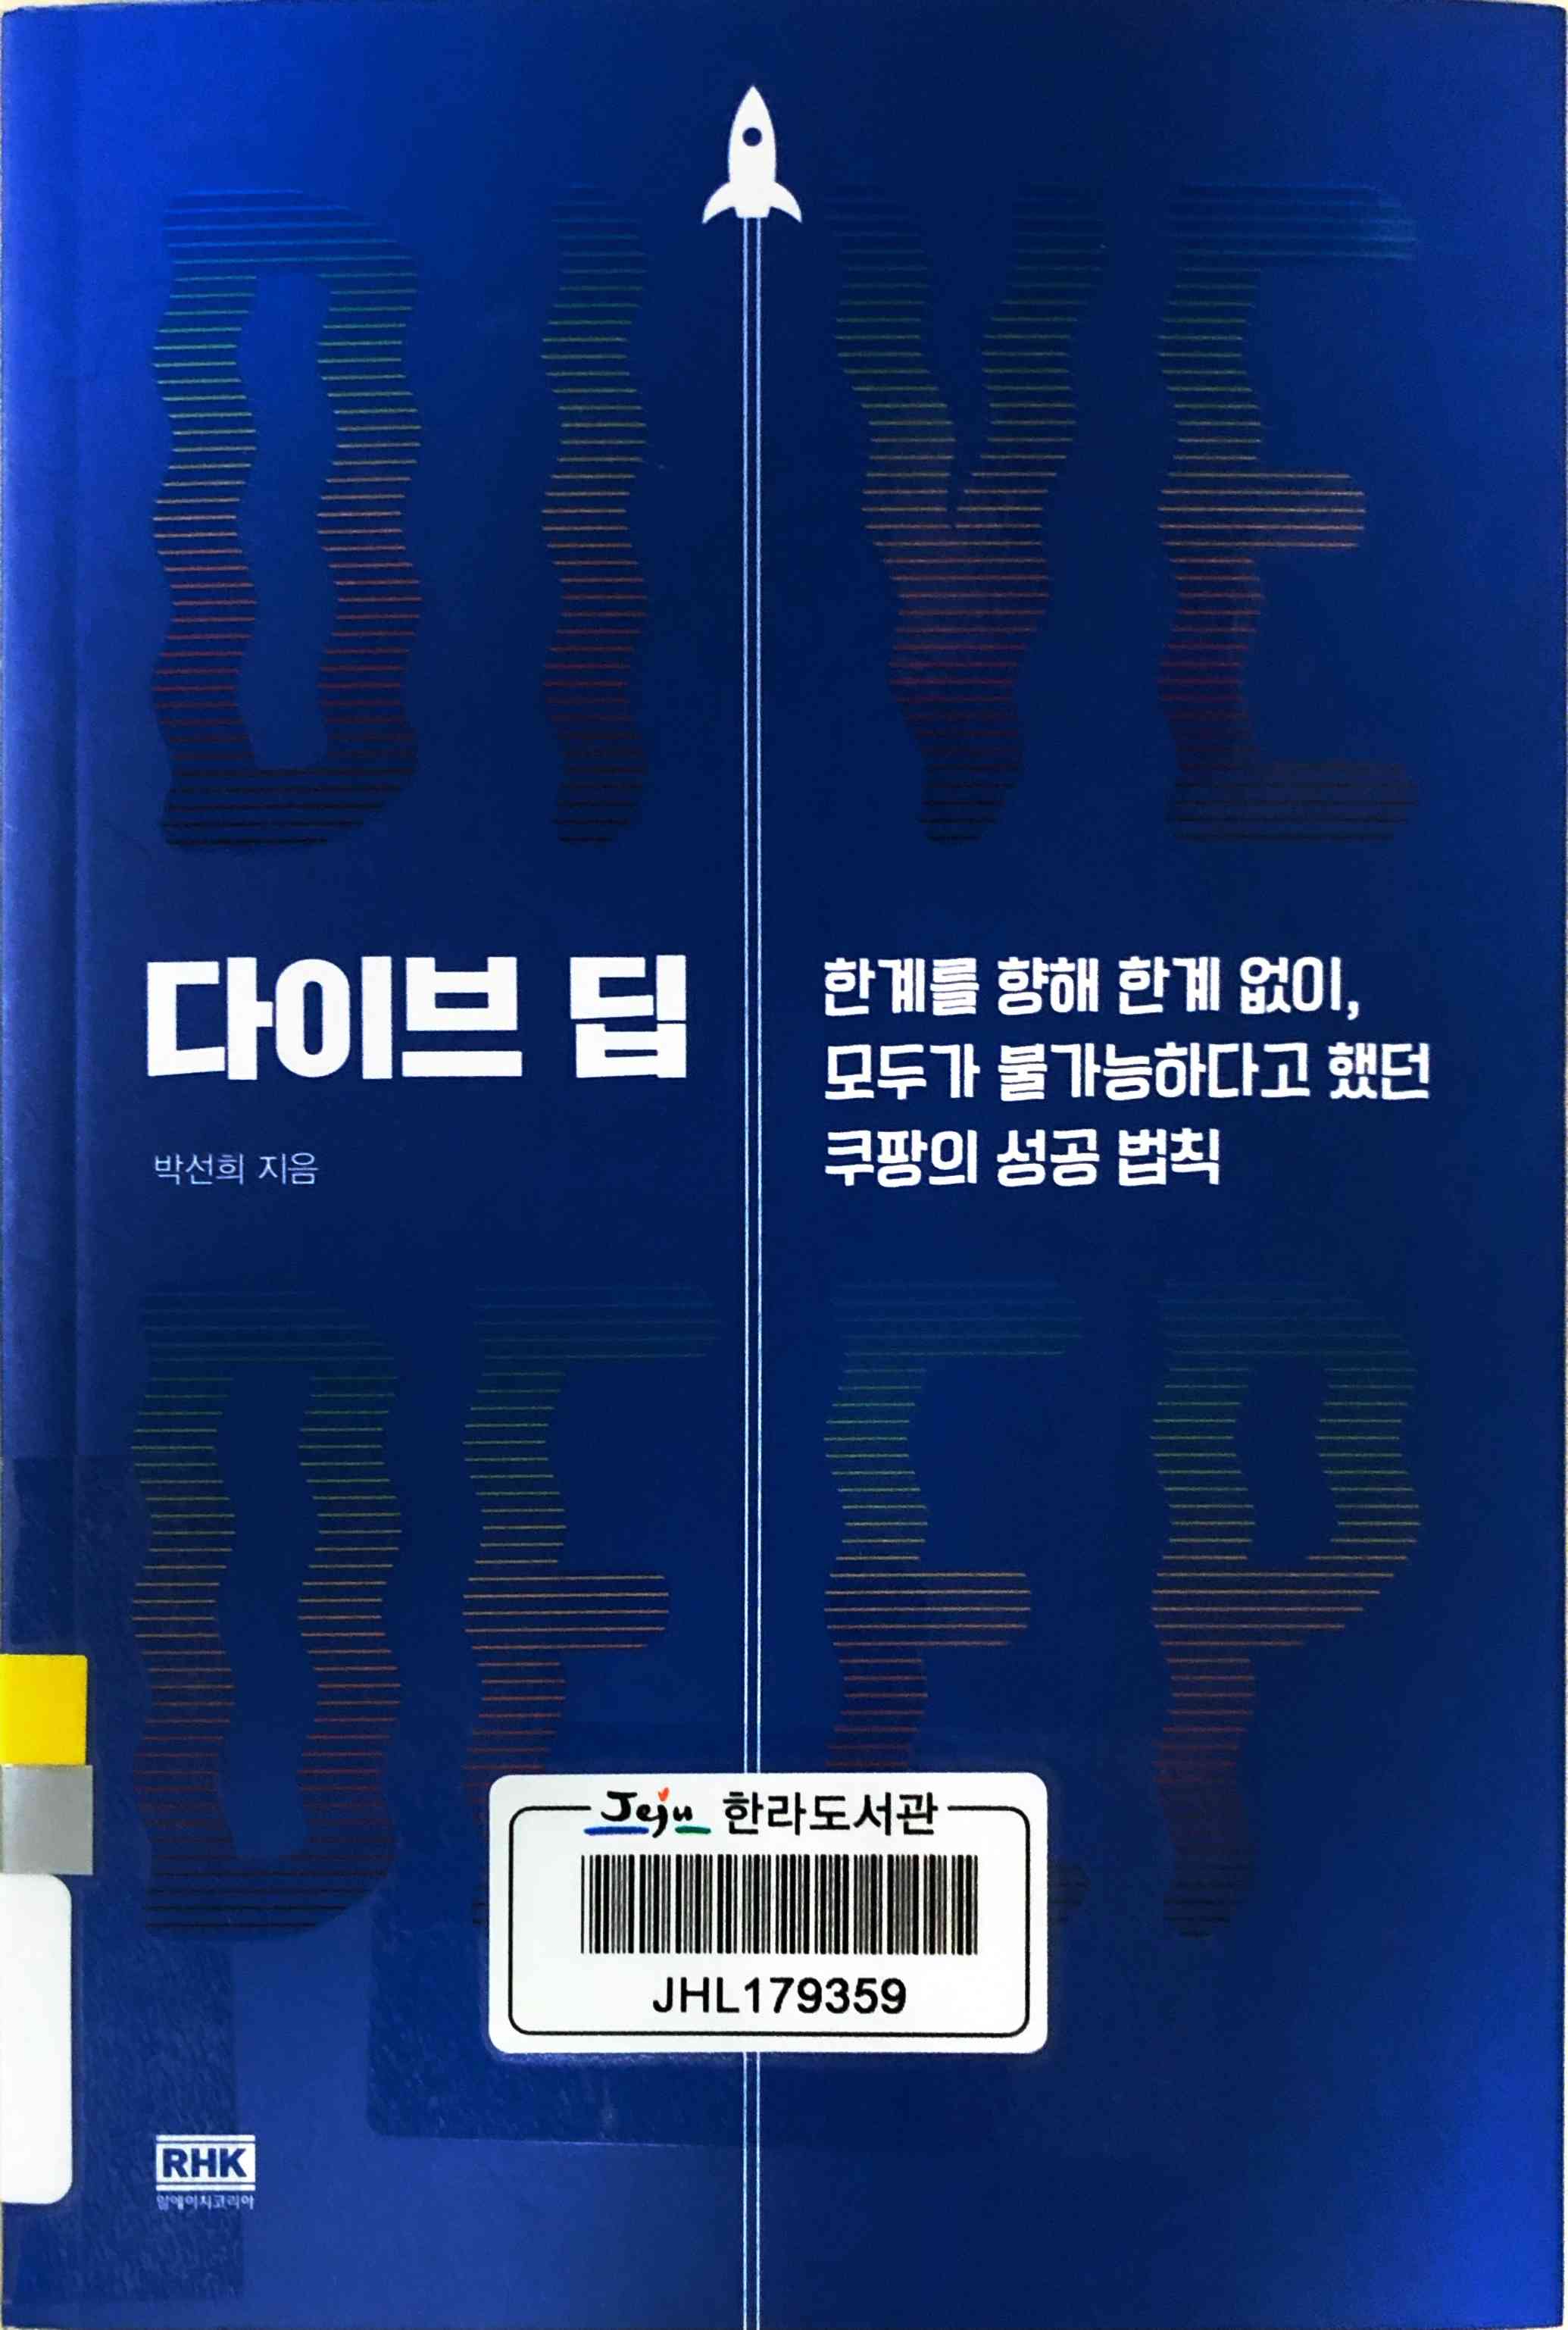 DIVE
다이브 딥
박선희 지음
한계를 향해 한계 없이,
모두가 불가능하다고 했던
쿠팡의 성공 법칙
DEEP
Jeju 한라도서관
JHL179359
RHK
알에이치코리아